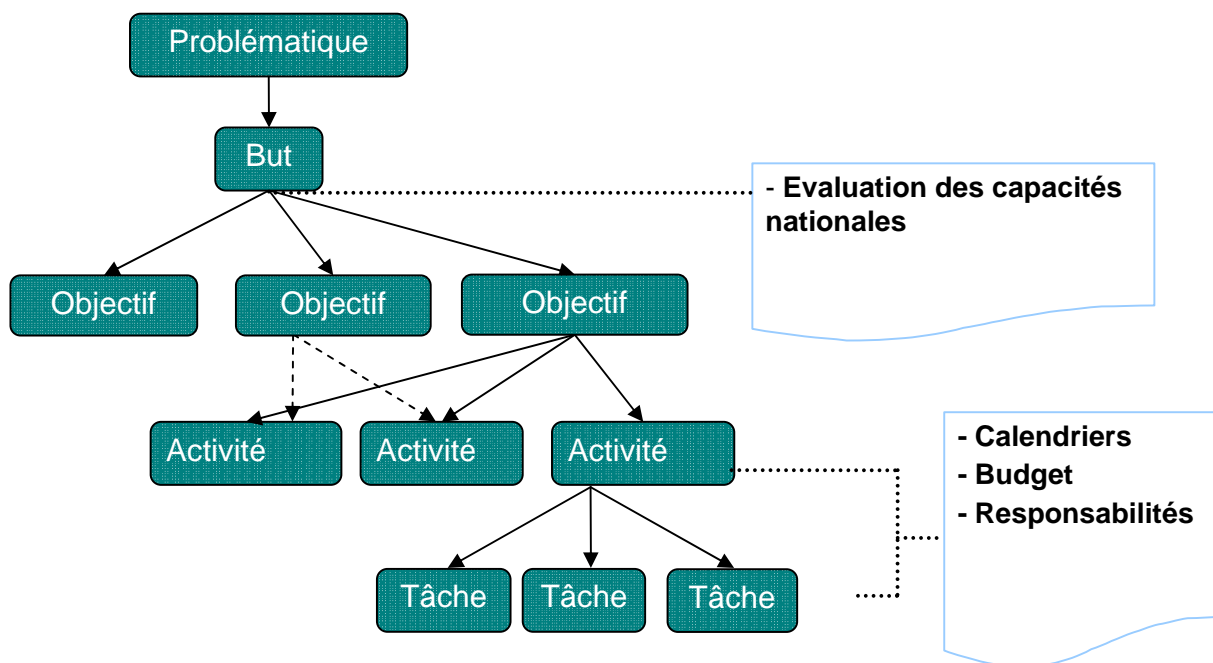 Problématique
But
- Evaluation des capacités
nationales
Objectif
Objectif
Objectif
Activité
Activité
Activité
- Calendriers
- Budget
- Responsabilités
Tâche
Tâche
Tâche